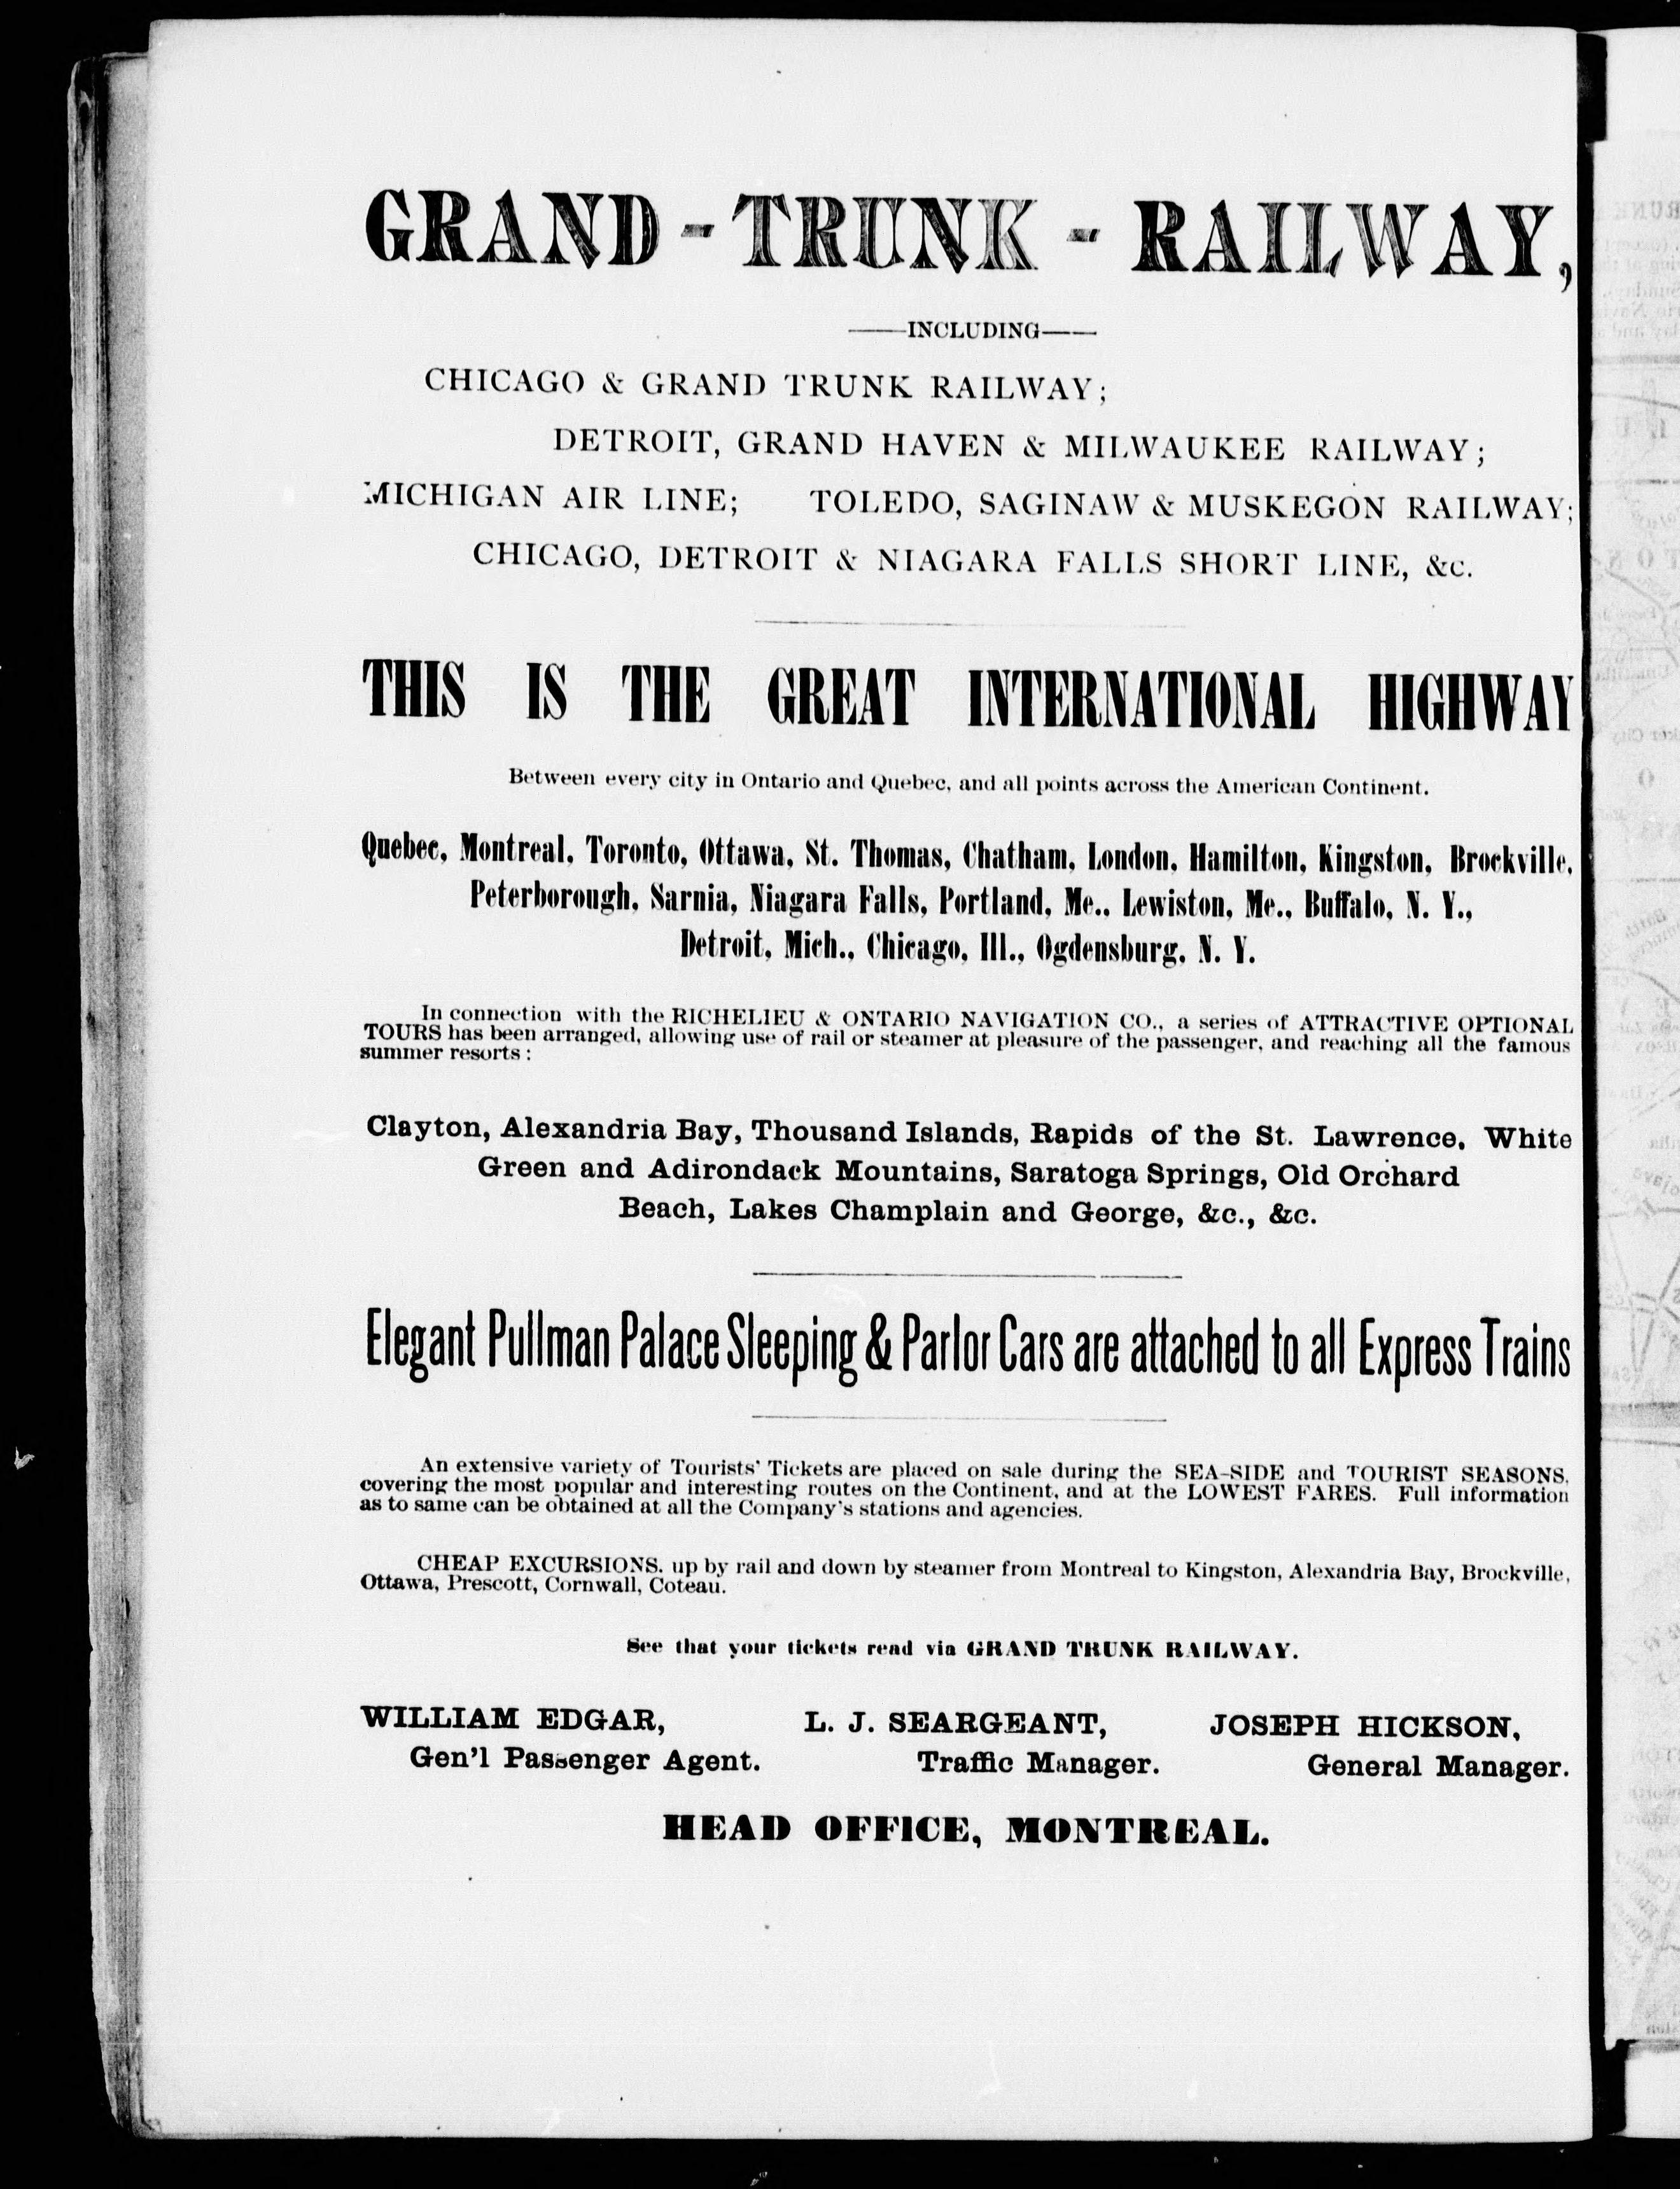 GRAND - TRUNK - RAILWAY,
INCLUDING
CHICAGO & GRAND TRUNK RAILWAY;
DETROIT, GRAND HAVEN & MILWAUKEE RAILWAY;
MICHIGAN AIR LINE; TOLEDO, SAGINAW & MUSKEGON RAILWAY;
CHICAGO, DETROIT & NIAGARA FALLS SHORT LINE, &c.
THIS IS THE GREAT INTERNATIONAL HIGHWAY
Between every city in Ontario and Quebec, and all points across the American Continent.
Quebec, Montreal, Toronto, Ottawa, St. Thomas, Chatham, London, Hamilton, Kingston, Brockville,
Peterborough, Sarnia, Niagara Falls, Portland, Me., Lewiston, Me., Buffalo, N. Y.,
Detroit, Mich., Chicago, Ill., Ogdensburg, N. Y.
In connection with the RICHELIEU & ONTARIO NAVIGATION CO., a series of ATTRACTIVE OPTIONAL
TOURS has been arranged, allowing use of rail or steamer at pleasure of the passenger, and reaching all the famous
summer resorts :
Clayton, Alexandria Bay, Thousand Islands, Rapids of the St. Lawrence, White
Green and Adirondack Mountains, Saratoga Springs, Old Orchard
Beach, Lakes Champlain and George, &c., &c.
Elegant Pullman Palace Sleeping & Parlor Cars are attached to all Express Trains
An extensive variety of Tourists' Tickets are placed on sale during the SEA-SIDE and TOURIST SEASONS,
covering the most popular and interesting routes on the Continent, and at the LOWEST FARES. Full information
as to same can be obtained at all the Company's stations and agencies.
CHEAP EXCURSIONS. up by rail and down by steamer from Montreal to Kingston, Alexandria Bay, Brockville,
Ottawa, Prescott, Cornwall, Coteau.
See that your tickets read via GRAND TRUNK RAILWAY.
WILLIAM EDGAR, L. J. SEARGEANT, JOSEPH HICKSON,
Gen'l Passenger Agent. Traffic Manager. General Manager.
HEAD OFFICE, MONTREAL.